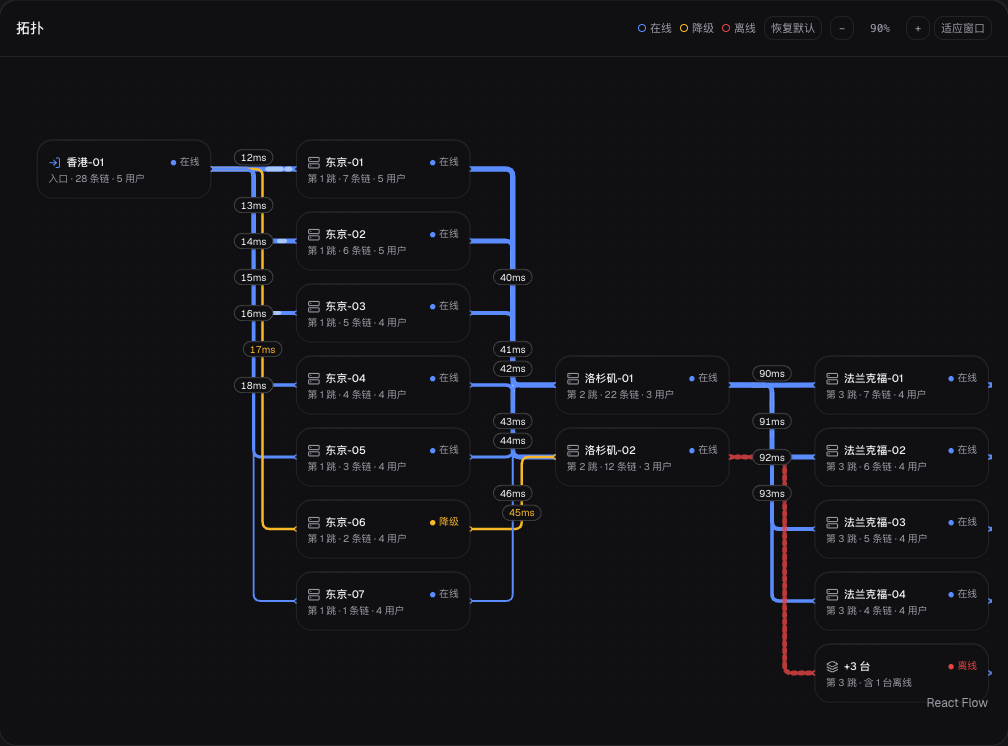 拓扑
在线 降级 离线 恢复默认 − 90% + 适应窗口
香港-01 在线
入口 · 28 条链 · 5 用户
12ms
13ms
14ms
15ms
16ms
17ms
18ms
东京-01 在线
第 1 跳 · 7 条链 · 5 用户
东京-02 在线
第 1 跳 · 6 条链 · 5 用户
东京-03 在线
第 1 跳 · 5 条链 · 4 用户
东京-04 在线
第 1 跳 · 4 条链 · 4 用户
东京-05 在线
第 1 跳 · 3 条链 · 4 用户
东京-06 降级
第 1 跳 · 2 条链 · 4 用户
东京-07 在线
第 1 跳 · 1 条链 · 4 用户
40ms
41ms
42ms
43ms
44ms
46ms
45ms
洛杉矶-01 在线
第 2 跳 · 22 条链 · 3 用户
洛杉矶-02 在线
第 2 跳 · 12 条链 · 3 用户
90ms
91ms
92ms
93ms
法兰克福-01 在线
第 3 跳 · 7 条链 · 4 用户
法兰克福-02 在线
第 3 跳 · 6 条链 · 4 用户
法兰克福-03 在线
第 3 跳 · 5 条链 · 4 用户
法兰克福-04 在线
第 3 跳 · 4 条链 · 4 用户
+3 台 离线
第 3 跳 · 含 1 台离线
React Flow